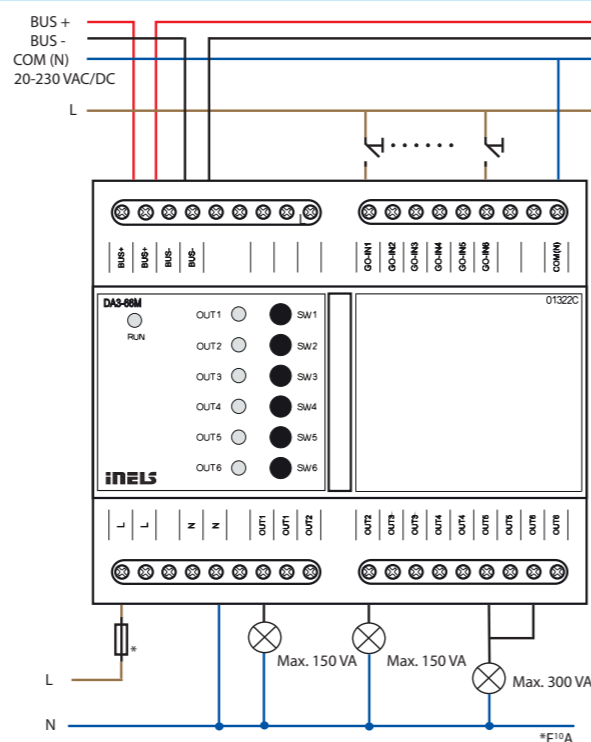 BUS +
BUS -
COM (N)
20-230 VAC/DC
L
BUS+ BUS+ BUS- BUS-
GO-IN1 GO-IN2 GO-IN3 GO-IN4 GO-IN5 GO-IN6 COM(N)
DA3-66M
01322C
RUN
OUT1 SW1
OUT2 SW2
OUT3 SW3
OUT4 SW4
OUT5 SW5
OUT6 SW6
iNELS
L L N N OUT1 OUT1 OUT2
OUT2 OUT3 OUT3 OUT4 OUT4 OUT5 OUT5 OUT6 OUT6
*
Max. 150 VA
Max. 150 VA
L
Max. 300 VA
N
*F10A